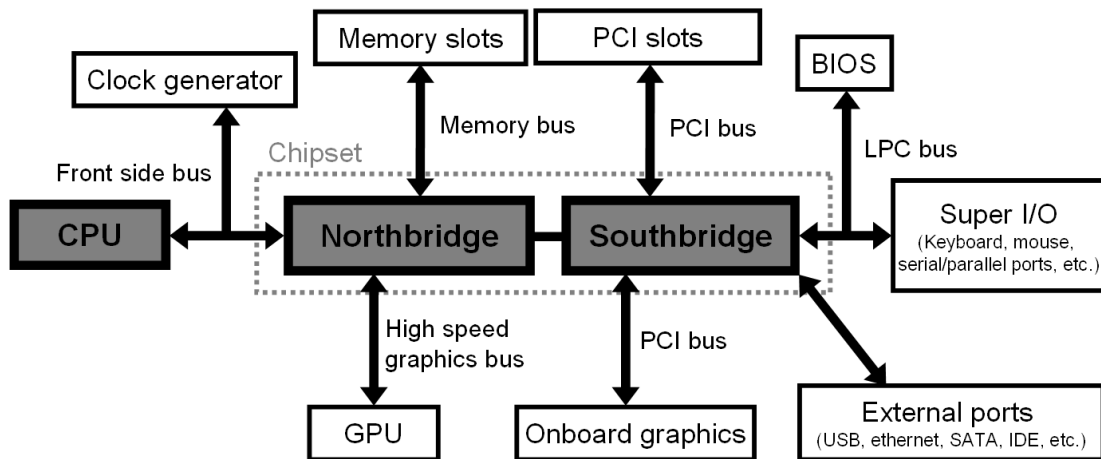 Memory slots
PCI slots
BIOS
Clock generator
Memory bus
PCI bus
LPC bus
Chipset
Front side bus
CPU
Northbridge
Southbridge
Super I/O
(Keyboard, mouse,
serial/parallel ports, etc.)
High speed
graphics bus
PCI bus
GPU
Onboard graphics
External ports
(USB, ethernet, SATA, IDE, etc.)